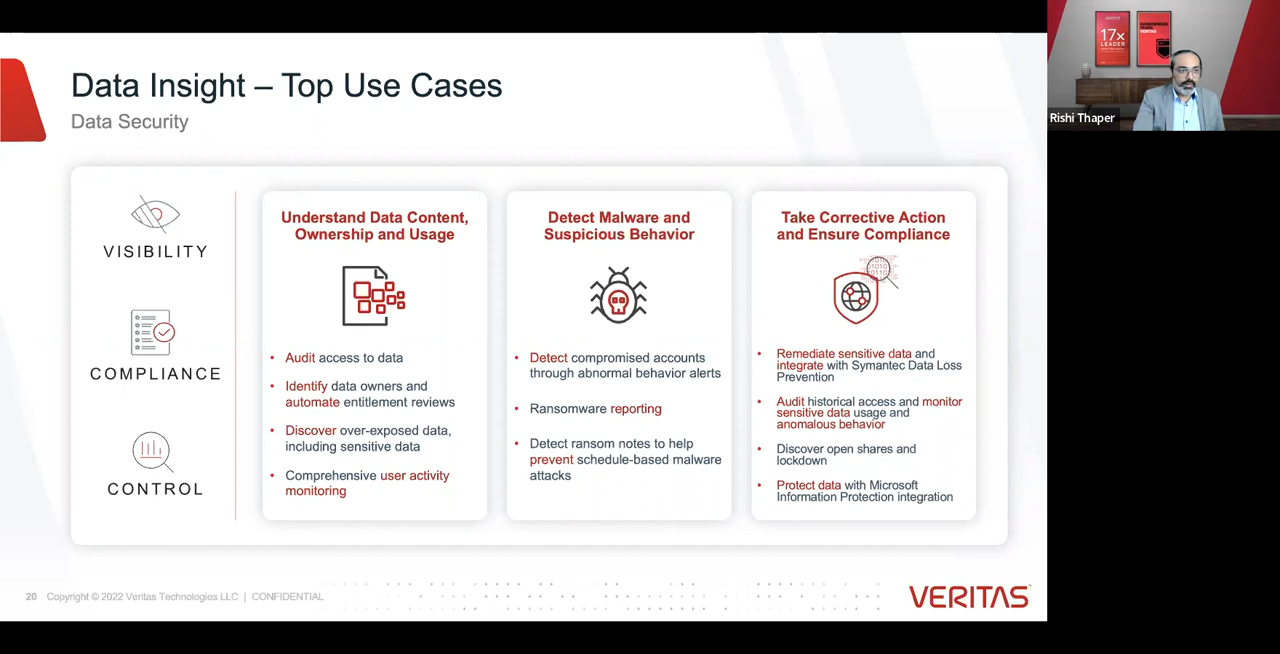 Data Insight – Top Use Cases
Data Security
VISIBILITY
COMPLIANCE
CONTROL
Understand Data Content,
Ownership and Usage
• Audit access to data
• Identify data owners and
automate entitlement reviews
• Discover over-exposed data,
including sensitive data
• Comprehensive user activity
monitoring
Detect Malware and
Suspicious Behavior
• Detect compromised accounts
through abnormal behavior alerts
• Ransomware reporting
• Detect ransom notes to help
prevent schedule-based malware
attacks
Take Corrective Action
and Ensure Compliance
• Remediate sensitive data and
integrate with Symantec Data Loss
Prevention
• Audit historical access and monitor
sensitive data usage and
anomalous behavior
• Discover open shares and
lockdown
• Protect data with Microsoft
Information Protection integration
20 Copyright © 2022 Veritas Technologies LLC | CONFIDENTIAL
VERITAS
17x
LEADER
VERITAS
Rishi Thaper